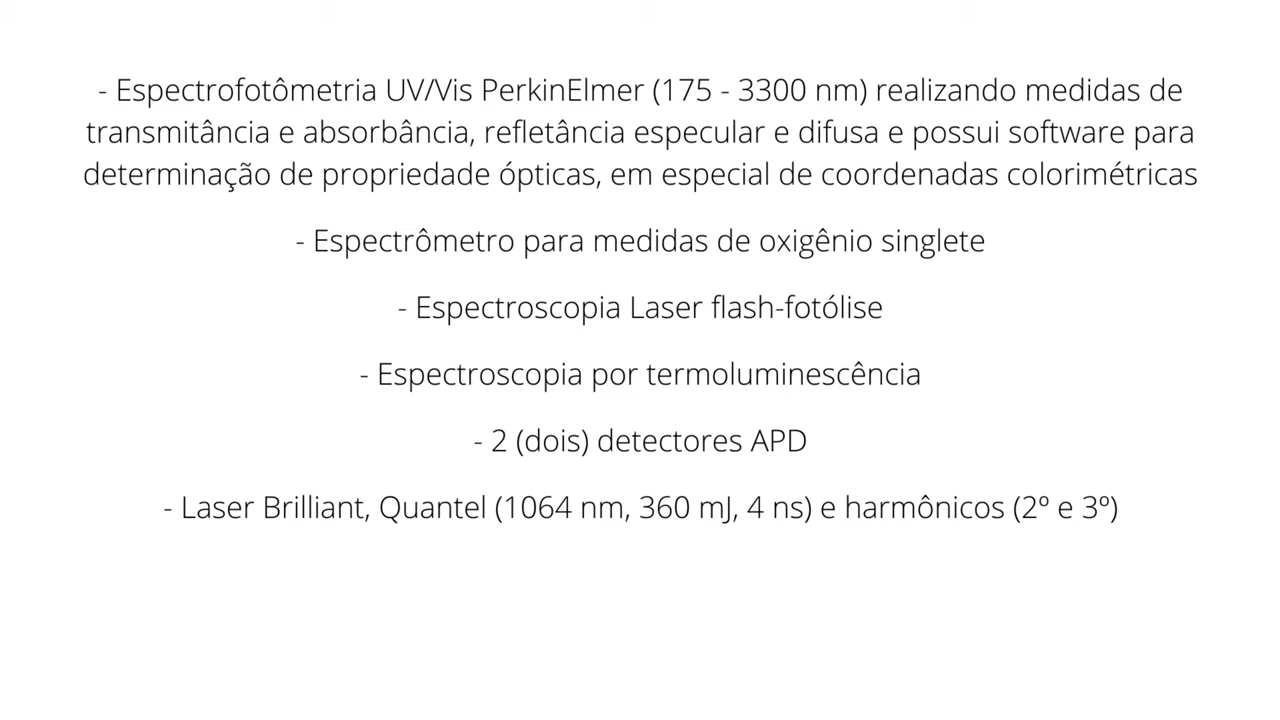 - Espectrofotômetria UV/Vis PerkinElmer (175 - 3300 nm) realizando medidas de
transmitância e absorbância, refletância especular e difusa e possui software para
determinação de propriedade ópticas, em especial de coordenadas colorimétricas
- Espectrômetro para medidas de oxigênio singlete
- Espectroscopia Laser flash-fotólise
- Espectroscopia por termoluminescência
- 2 (dois) detectores APD
- Laser Brilliant, Quantel (1064 nm, 360 mJ, 4 ns) e harmônicos (2º e 3º)